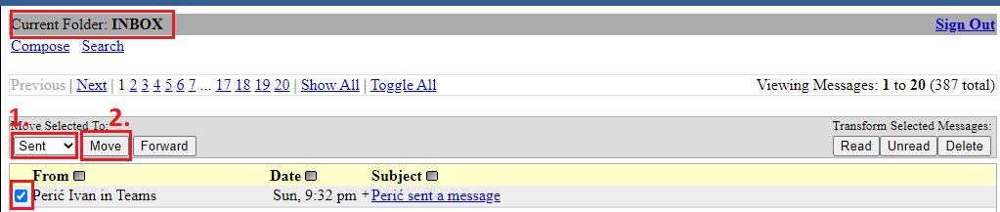 Current Folder: INBOX Sign Out
Compose Search
Previous | Next | 1 2 3 4 5 6 7 ... 17 18 19 20 | Show All | Toggle All Viewing Messages: 1 to 20 (387 total)
1. 2.
Move Selected To: Transform Selected Messages:
Sent Move Forward Read Unread Delete
From Date Subject
Perić Ivan in Teams Sun, 9:32 pm + Perić sent a message